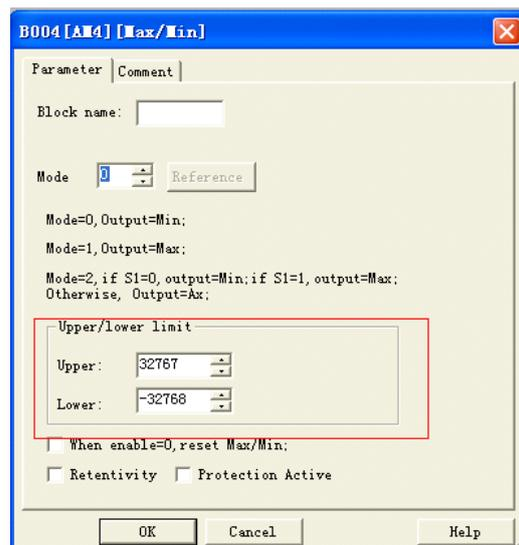 B004[AM4][Max/Min]
Parameter
Comment
Block name:
Mode
0
Reference
Mode=0,Output=Min;
Mode=1,Output=Max;
Mode=2,if S1=0,output=Min;if S1=1,output=Max;
Otherwise, Output=Ax;
Upper/lower limit
Upper:
32767
Lower:
-32768
When enable=0,reset Max/Min;
Retentivity
Protection Active
OK
Cancel
Help